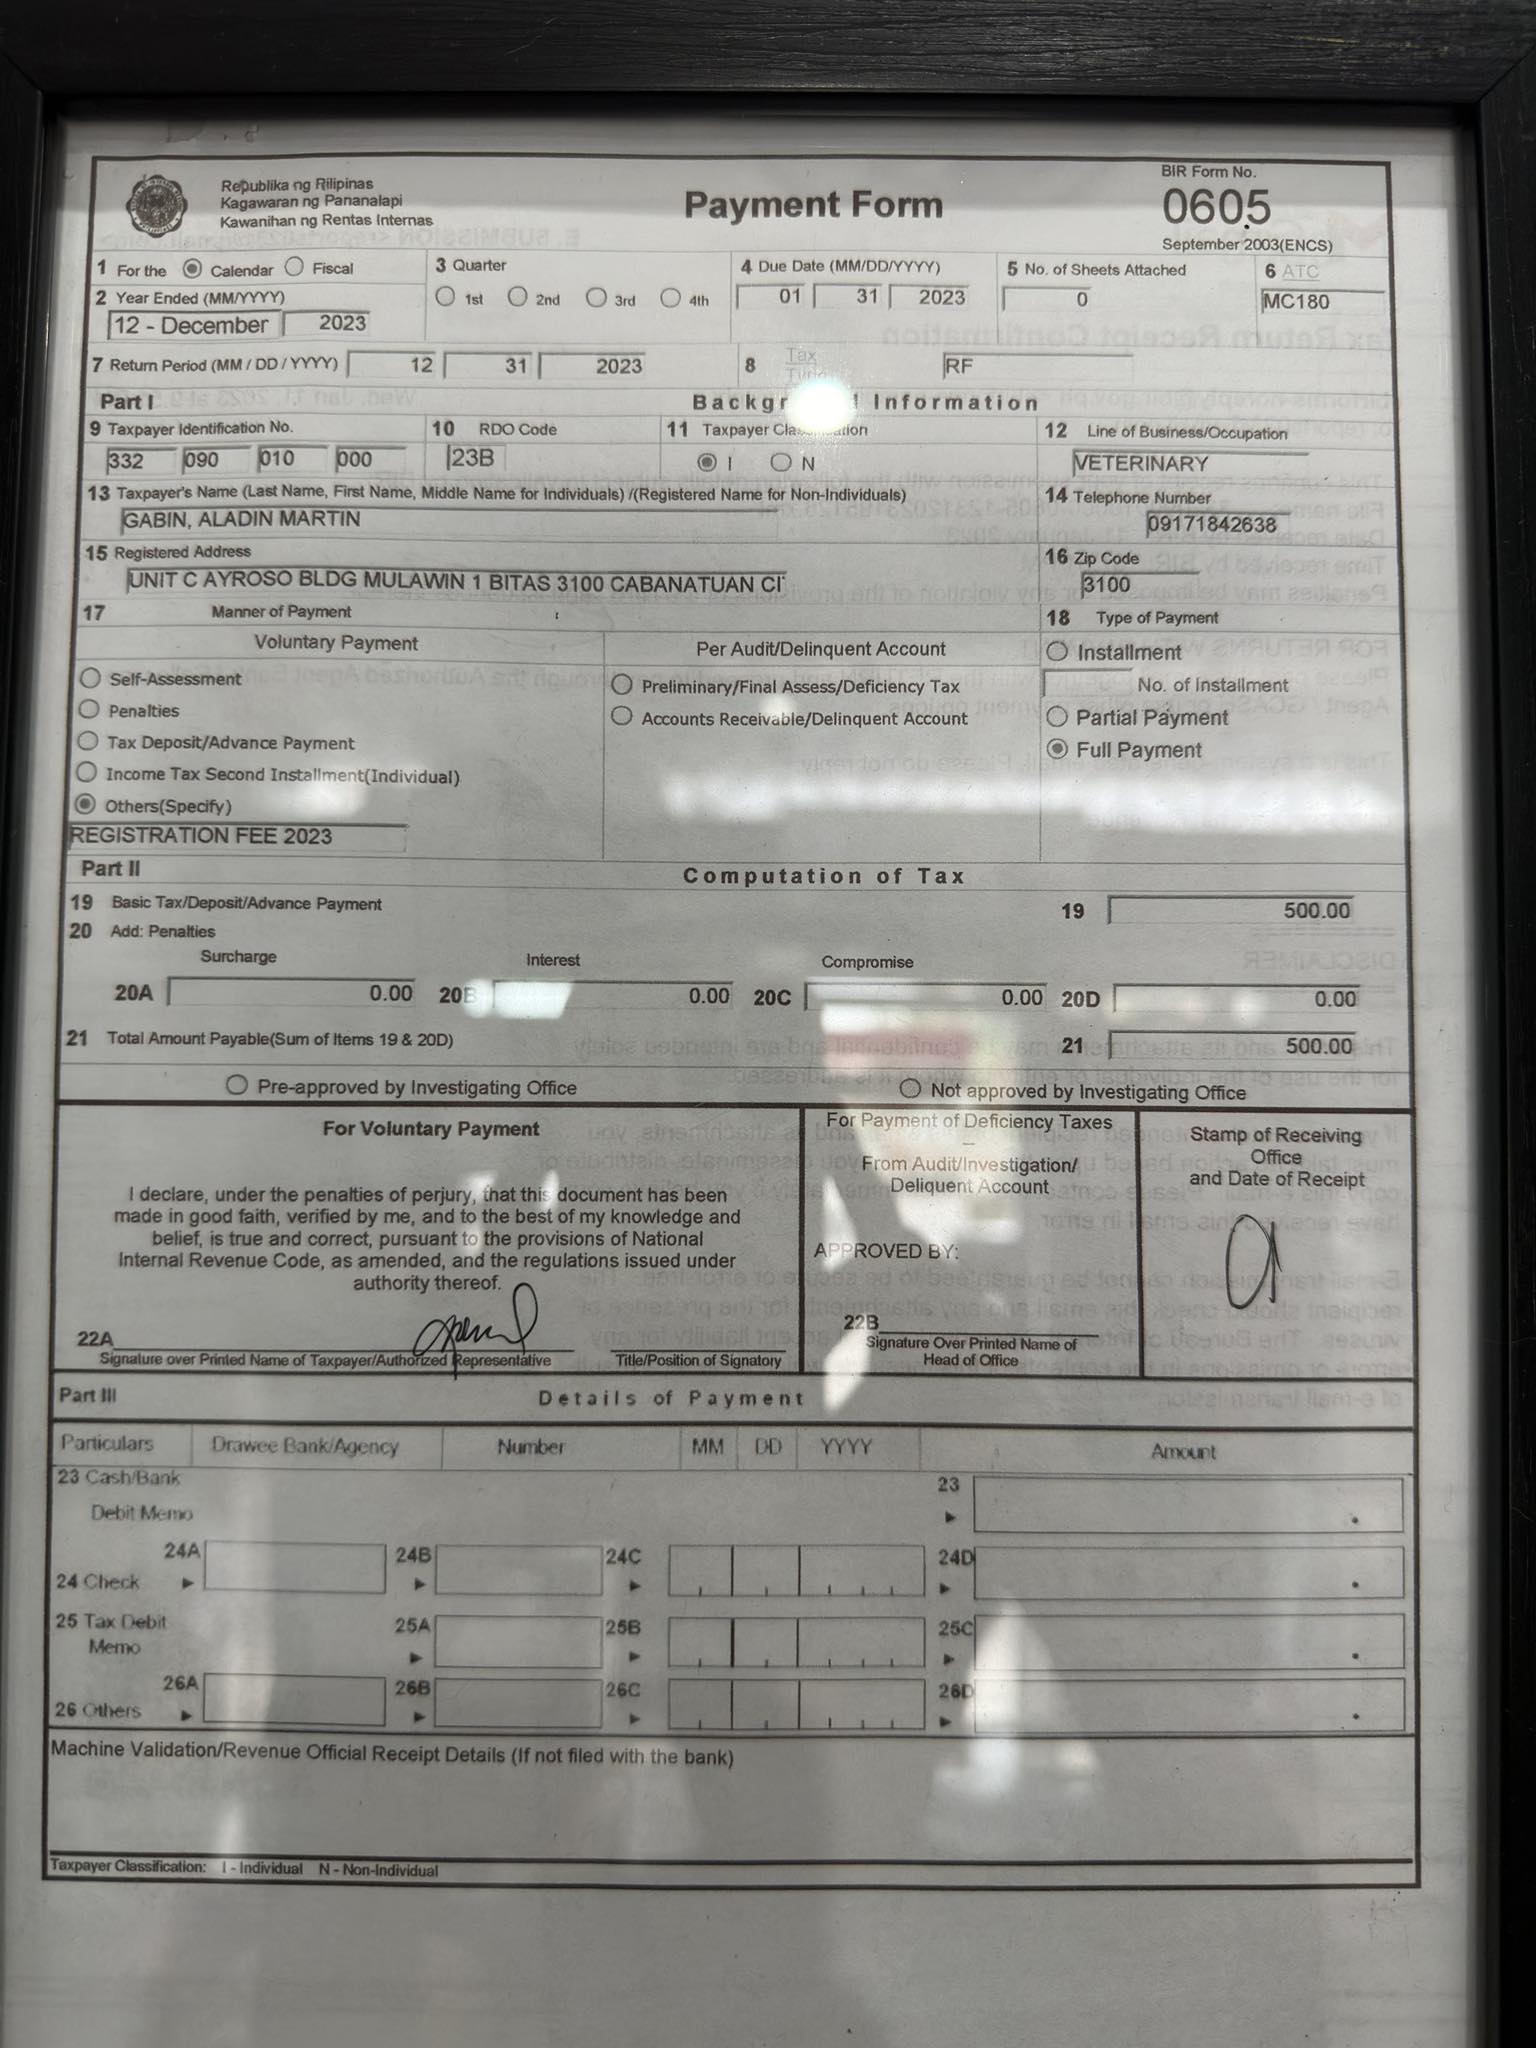 Republika ng Pilipinas
Kagawaran ng Pananalapi
Kawanihan ng Rentas Internas
Payment Form
BIR Form No.
0605
September 2003(ENCS)
1 For the Calendar Fiscal
3 Quarter
1st 2nd 3rd 4th
4 Due Date (MM/DD/YYYY)
01 31 2023
5 No. of Sheets Attached
0
6 ATC
MC180
2 Year Ended (MM/YYYY)
12 - December 2023
7 Return Period (MM / DD / YYYY) 12 31 2023
8 Tax
RF
Part I Information
9 Taxpayer Identification No.
332 090 010 000
10 RDO Code
23B
11 Taxpayer
I N
12 Line of Business/Occupation
VETERINARY
13 Taxpayer's Name (Last Name, First Name, Middle Name for Individuals) /(Registered Name for Non-Individuals)
GABIN, ALADIN MARTIN
14 Telephone Number
09171842638
15 Registered Address
UNIT C AYROSO BLDG MULAWIN 1 BITAS 3100 CABANATUAN CI
16 Zip Code
3100
17 Manner of Payment
18 Type of Payment
Voluntary Payment
Per Audit/Delinquent Account
Self-Assessment
Penalties
Tax Deposit/Advance Payment
Income Tax Second Installment(Individual)
Others(Specify)
REGISTRATION FEE 2023
Preliminary/Final Assess/Deficiency Tax
Accounts Receivable/Delinquent Account
Installment
No. of Installment
Partial Payment
Full Payment
Part II Computation of Tax
19 Basic Tax/Deposit/Advance Payment 19 500.00
20 Add: Penalties
Surcharge Interest Compromise
20A 0.00 20B 0.00 20C 0.00 20D 0.00
21 Total Amount Payable(Sum of Items 19 & 20D) 21 500.00
Pre-approved by Investigating Office Not approved by Investigating Office
For Voluntary Payment
I declare, under the penalties of perjury, that this document has been
made in good faith, verified by me, and to the best of my knowledge and
belief, is true and correct, pursuant to the provisions of National
Internal Revenue Code, as amended, and the regulations issued under
authority thereof.
22A
Signature over Printed Name of Taxpayer/Authorized Representative
Title/Position of Signatory
For Payment of Deficiency Taxes
From Audit/Investigation/
Deliquent Account
APPROVED BY:
22B
Signature Over Printed Name of
Head of Office
Stamp of Receiving
Office
and Date of Receipt
Part III Details of Payment
Particulars Drawee Bank/Agency Number MM DD YYYY Amount
23 Cash/Bank
Debit Memo
23
24A 24B 24C 24D
24 Check
25 Tax Debit
Memo
25A 25B 25C
26A 26B 26C 26D
26 Others
Machine Validation/Revenue Official Receipt Details (If not filed with the bank)
Taxpayer Classification: I - Individual N - Non-Individual